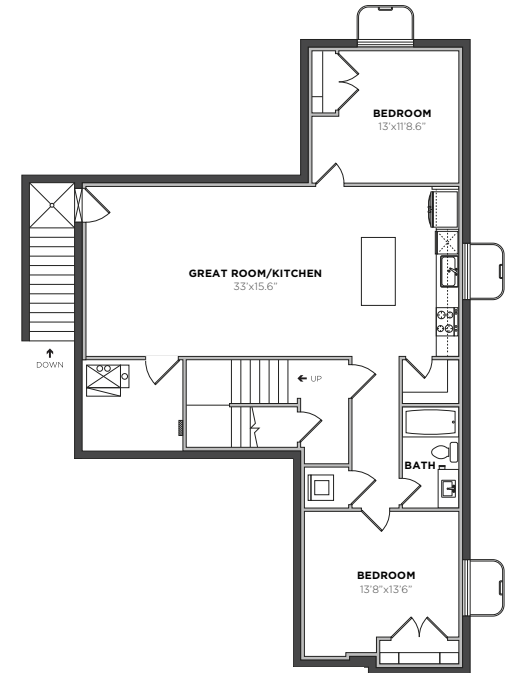 BEDROOM
13'x11'8.6"
GREAT ROOM/KITCHEN
33'x15.6"
DOWN
UP
BATH
BEDROOM
13'8"x13'6"